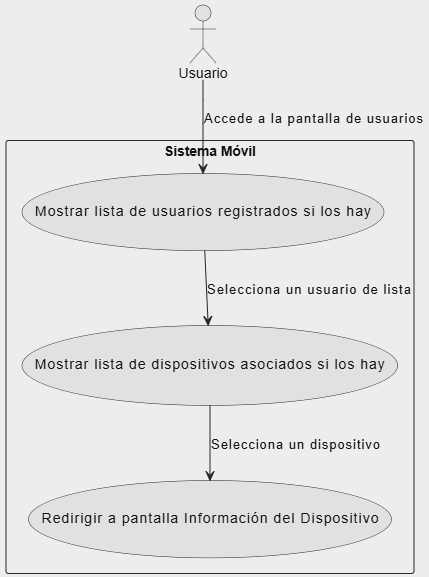 Usuario
Accede a la pantalla de usuarios
Sistema Móvil
Mostrar lista de usuarios registrados si los hay
Selecciona un usuario de lista
Mostrar lista de dispositivos asociados si los hay
Selecciona un dispositivo
Redirigir a pantalla Información del Dispositivo